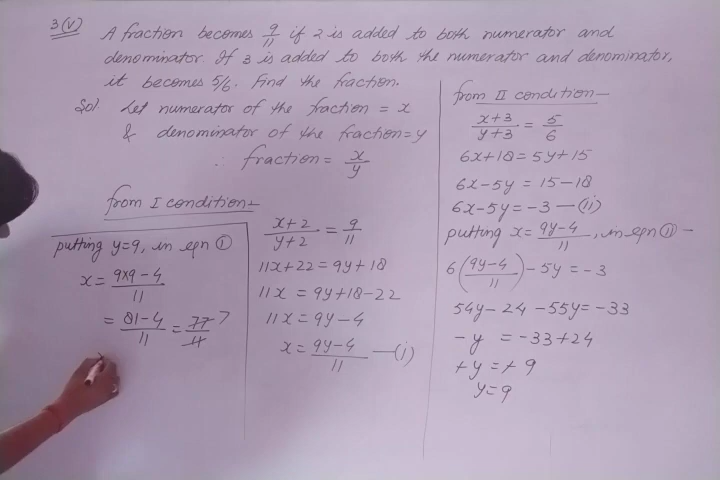 3(v) A fraction becomes 9/11 if 2 is added to both numerator and
denominator. If 3 is added to both the numerator and denominator,
it becomes 5/6. Find the fraction.
Sol Let numerator of the fraction = x
& denominator of the fraction = y
∴ fraction = x/y
from I condition -
x+2/y+2 = 9/11
11x+22 = 9y+18
11x = 9y+18-22
11x = 9y-4
x = 9y-4/11 —(i)
from II condition -
x+3/y+3 = 5/6
6x+18 = 5y+15
6x-5y = 15-18
6x-5y = -3 —(ii)
putting x = 9y-4/11, in eqn (ii) -
6(9y-4/11) -5y = -3
54y-24 -55y = -33
-y = -33+24
+y = +9
y=9
putting y=9, in eqn (i)
x = 9x9-4/11
= 81-4/11 = 77/11 7